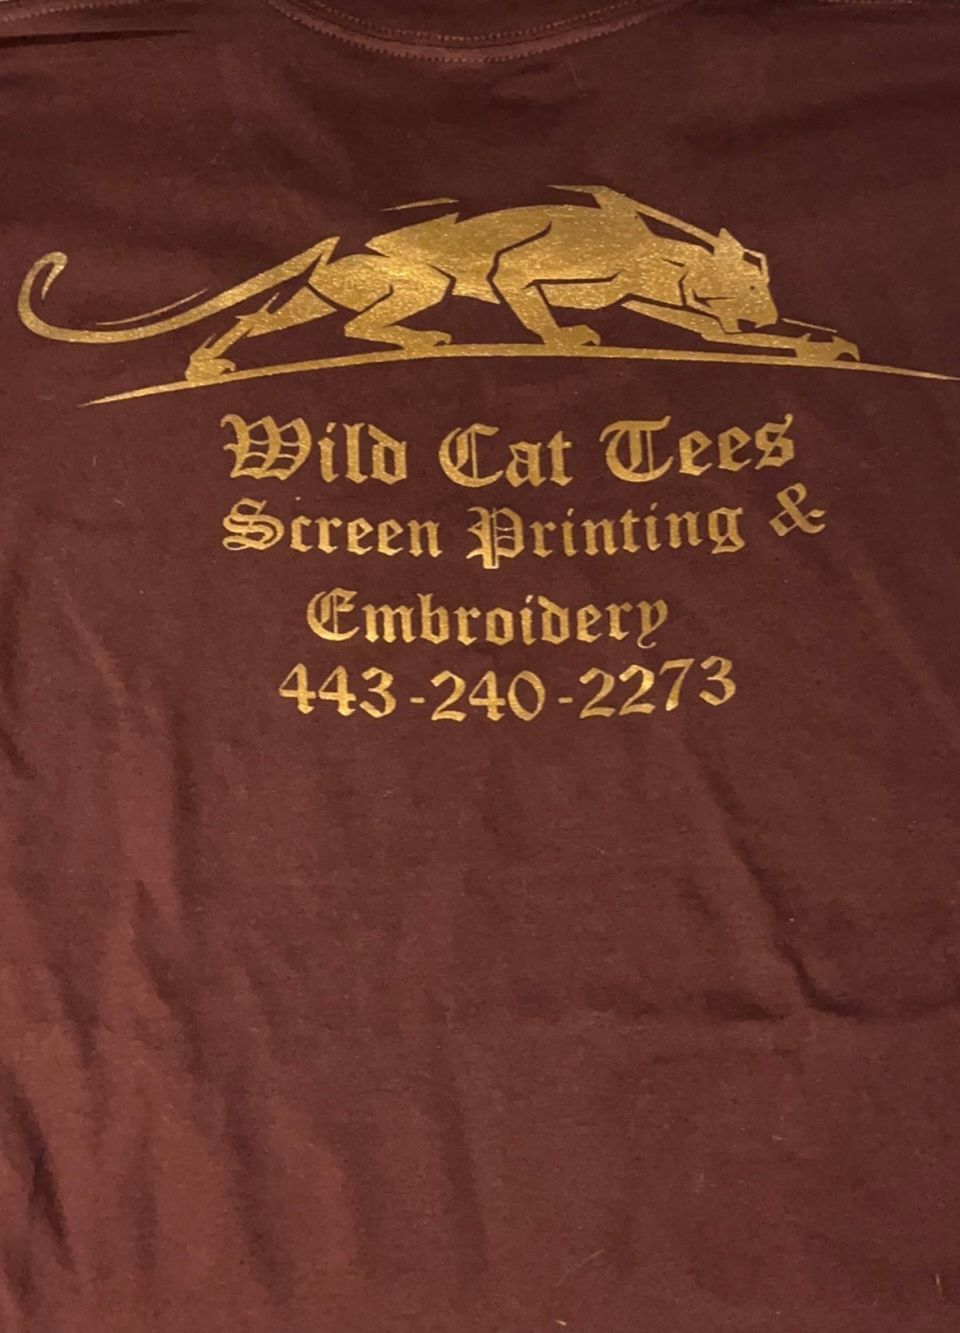 Wild Cat Tees
Screen Printing &
Embroidery
443-240-2273